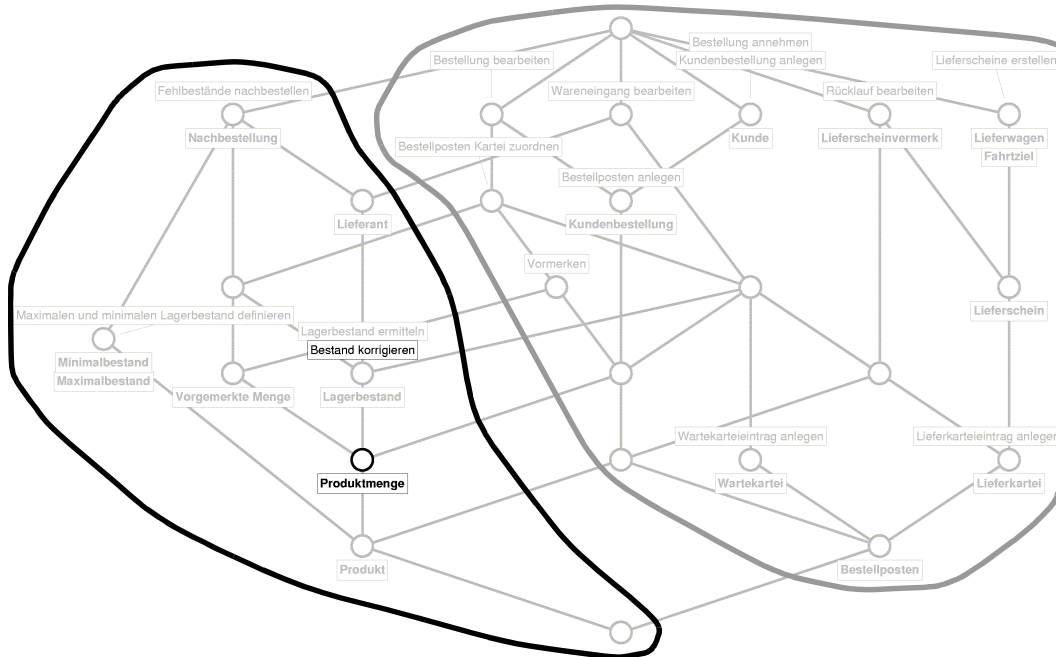 Bestellung annehmen
Bestellung bearbeiten
Kundenbestellung anlegen
Lieferscheine erstellen
Fehlbestände nachbestellen
Wareneingang bearbeiten
Rücklauf bearbeiten
Nachbestellung
Kunde
Lieferscheinvermerk
Lieferwagen
Bestellposten Kartei zuordnen
Fahrtziel
Bestellposten anlegen
Lieferant
Kundenbestellung
Vormerken
Lieferschein
Maximalen und minimalen Lagerbestand definieren
Lagerbestand ermitteln
Bestand korrigieren
Minimalbestand
Maximalbestand
Vorgemerkte Menge
Lagerbestand
Wartekarteieintrag anlegen
Lieferkarteieintrag anlegen
Produktmenge
Wartekartei
Lieferkartei
Produkt
Bestellposten